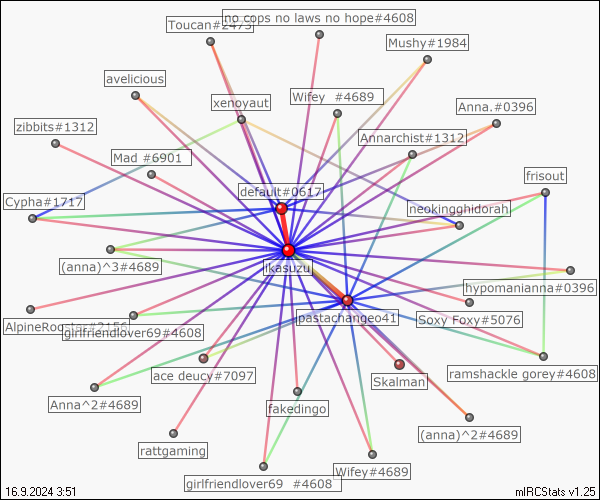 no cops no laws no hope#4608
Toucan#2473
Mushy#1984
avelicious
xenoyaut
Wifey  #4689
Anna.#0396
zibbits#1312
Annarchist#1312
Mad #6901
frisout
default#0617
Cypha#1717
neokingghidorah
(anna)^3#4689
ikasuzu
hypomanianna#0396
AlpineRooster#2156
girlfriendlover69#4608
pastachangeo41
Soxy Foxy#5076
ace deucy#7097
Skalman
ramshackle gorey#4608
Anna^2#4689
fakedingo
(anna)^2#4689
rattgaming
Wifey#4689
girlfriendlover69  #4608
16.9.2024 3:51
mIRCStats v1.25